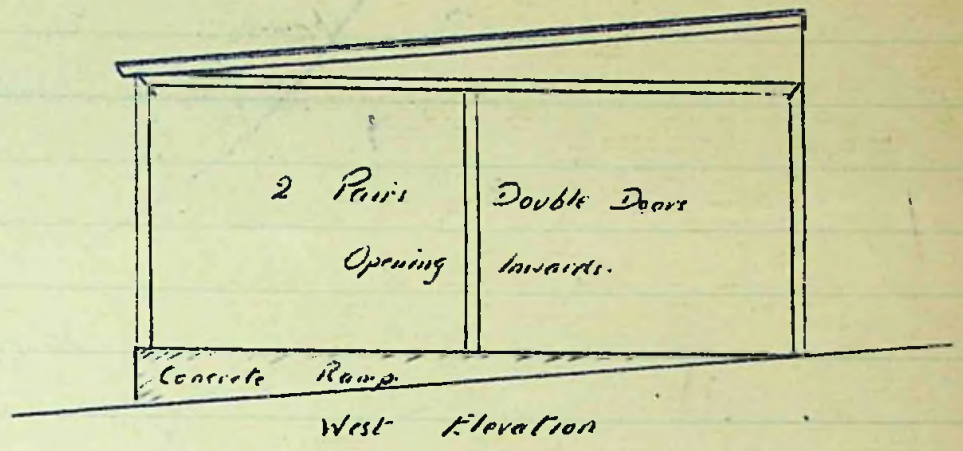 2 Pairs Double Doors
Opening Inwards.
Concrete Ramp.
West Elevation